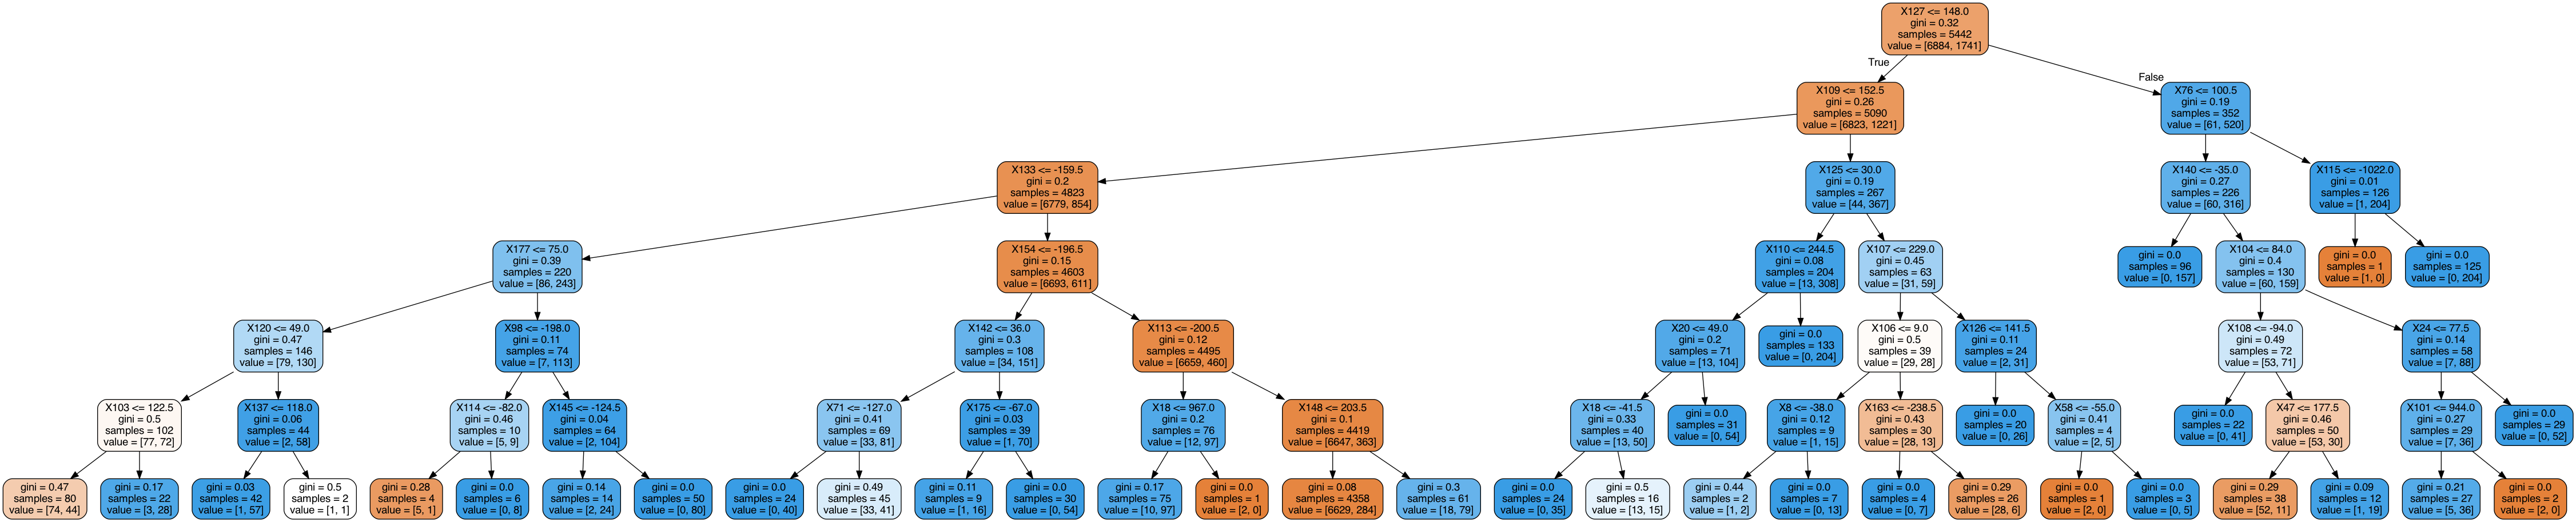 X127 <= 148.0
gini = 0.32
samples = 5442
value = [6884, 1741]
True
False
X109 <= 152.5
gini = 0.26
samples = 5090
value = [6823, 1221]
X76 <= 100.5
gini = 0.19
samples = 352
value = [61, 520]
X133 <= -159.5
gini = 0.2
samples = 4823
value = [6779, 854]
X125 <= 30.0
gini = 0.19
samples = 267
value = [44, 367]
X140 <= -35.0
gini = 0.27
samples = 226
value = [60, 316]
X115 <= -1022.0
gini = 0.01
samples = 126
value = [1, 204]
X177 <= 75.0
gini = 0.39
samples = 220
value = [86, 243]
X154 <= -196.5
gini = 0.15
samples = 4603
value = [6693, 611]
X110 <= 244.5
gini = 0.08
samples = 204
value = [13, 308]
X107 <= 229.0
gini = 0.45
samples = 63
value = [31, 59]
gini = 0.0
samples = 96
value = [0, 157]
X104 <= 84.0
gini = 0.4
samples = 130
value = [60, 159]
gini = 0.0
samples = 1
value = [1, 0]
gini = 0.0
samples = 125
value = [0, 204]
X120 <= 49.0
gini = 0.47
samples = 146
value = [79, 130]
X98 <= -198.0
gini = 0.11
samples = 74
value = [7, 113]
X142 <= 36.0
gini = 0.3
samples = 108
value = [34, 151]
X113 <= -200.5
gini = 0.12
samples = 4495
value = [6659, 460]
X20 <= 49.0
gini = 0.2
samples = 71
value = [13, 104]
gini = 0.0
samples = 133
value = [0, 204]
X106 <= 9.0
gini = 0.5
samples = 39
value = [29, 28]
X126 <= 141.5
gini = 0.11
samples = 24
value = [2, 31]
X108 <= -94.0
gini = 0.49
samples = 72
value = [53, 71]
X24 <= 77.5
gini = 0.14
samples = 58
value = [7, 88]
X103 <= 122.5
gini = 0.5
samples = 102
value = [77, 72]
X137 <= 118.0
gini = 0.06
samples = 44
value = [2, 58]
X114 <= -82.0
gini = 0.46
samples = 10
value = [5, 9]
X145 <= -124.5
gini = 0.04
samples = 64
value = [2, 104]
X71 <= -127.0
gini = 0.41
samples = 69
value = [33, 81]
X175 <= -67.0
gini = 0.03
samples = 39
value = [1, 70]
X18 <= 967.0
gini = 0.2
samples = 76
value = [12, 97]
X148 <= 203.5
gini = 0.1
samples = 4419
value = [6647, 363]
X18 <= -41.5
gini = 0.33
samples = 40
value = [13, 50]
gini = 0.0
samples = 31
value = [0, 54]
X8 <= -38.0
gini = 0.12
samples = 9
value = [1, 15]
X163 <= -238.5
gini = 0.43
samples = 30
value = [28, 13]
gini = 0.0
samples = 20
value = [0, 26]
X58 <= -55.0
gini = 0.41
samples = 4
value = [2, 5]
gini = 0.0
samples = 22
value = [0, 41]
X47 <= 177.5
gini = 0.46
samples = 50
value = [53, 30]
X101 <= 944.0
gini = 0.27
samples = 29
value = [7, 36]
gini = 0.0
samples = 29
value = [0, 52]
gini = 0.47
samples = 80
value = [74, 44]
gini = 0.17
samples = 22
value = [3, 28]
gini = 0.03
samples = 42
value = [1, 57]
gini = 0.5
samples = 2
value = [1, 1]
gini = 0.28
samples = 4
value = [5, 1]
gini = 0.0
samples = 6
value = [0, 8]
gini = 0.14
samples = 14
value = [2, 24]
gini = 0.0
samples = 50
value = [0, 80]
gini = 0.0
samples = 24
value = [0, 40]
gini = 0.49
samples = 45
value = [33, 41]
gini = 0.11
samples = 9
value = [1, 16]
gini = 0.0
samples = 30
value = [0, 54]
gini = 0.17
samples = 75
value = [10, 97]
gini = 0.0
samples = 1
value = [2, 0]
gini = 0.08
samples = 4358
value = [6629, 284]
gini = 0.3
samples = 61
value = [18, 79]
gini = 0.0
samples = 24
value = [0, 35]
gini = 0.5
samples = 16
value = [13, 15]
gini = 0.44
samples = 2
value = [1, 2]
gini = 0.0
samples = 7
value = [0, 13]
gini = 0.0
samples = 4
value = [0, 7]
gini = 0.29
samples = 26
value = [28, 6]
gini = 0.0
samples = 1
value = [2, 0]
gini = 0.0
samples = 3
value = [0, 5]
gini = 0.29
samples = 38
value = [52, 11]
gini = 0.09
samples = 12
value = [1, 19]
gini = 0.21
samples = 27
value = [5, 36]
gini = 0.0
samples = 2
value = [2, 0]